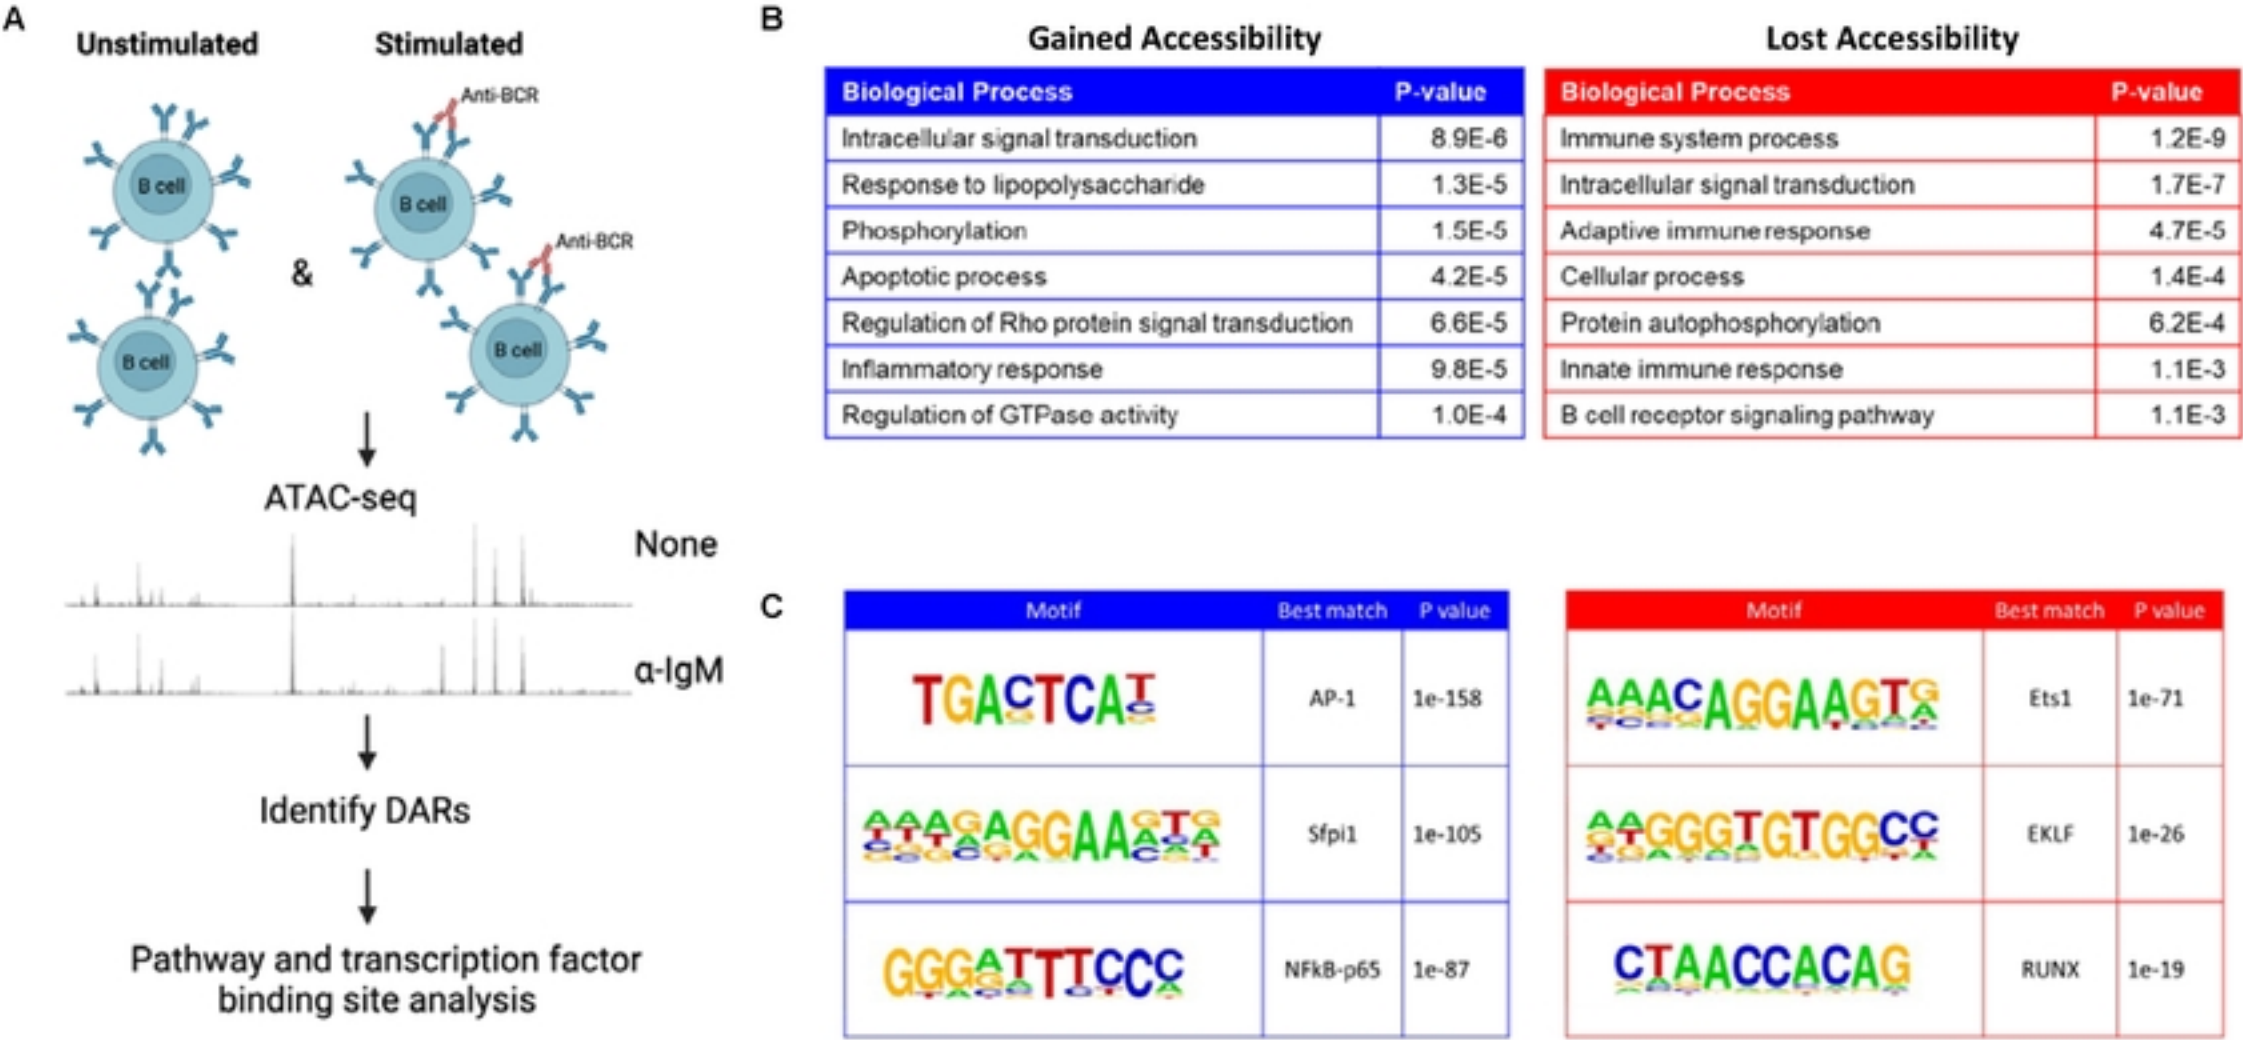 A
Unstimulated
Stimulated
Anti-BCR
B cell
B cell
Anti-BCR
&
B cell
B cell
ATAC-seq
None
α-IgM
Identify DARs
Pathway and transcription factor
binding site analysis
B
Gained Accessibility
Biological Process P-value
Intracellular signal transduction 8.9E-6
Response to lipopolysaccharide 1.3E-5
Phosphorylation 1.5E-5
Apoptotic process 4.2E-5
Regulation of Rho protein signal transduction 6.6E-5
Inflammatory response 9.8E-5
Regulation of GTPase activity 1.0E-4
Lost Accessibility
Biological Process P-value
Immune system process 1.2E-9
Intracellular signal transduction 1.7E-7
Adaptive immune response 4.7E-5
Cellular process 1.4E-4
Protein autophosphorylation 6.2E-4
Innate immune response 1.1E-3
B cell receptor signaling pathway 1.1E-3
C
Motif Best match P value
TGACTCAT AP-1 1e-158
AAAGAGGAAGTG Sfpi1 1e-105
GGGATTTCCC NFkB-p65 1e-87
Motif Best match P value
AAACAGGAAGTG Ets1 1e-71
AAGGGTGTGGCC EKLF 1e-26
CTAACCACAG RUNX 1e-19